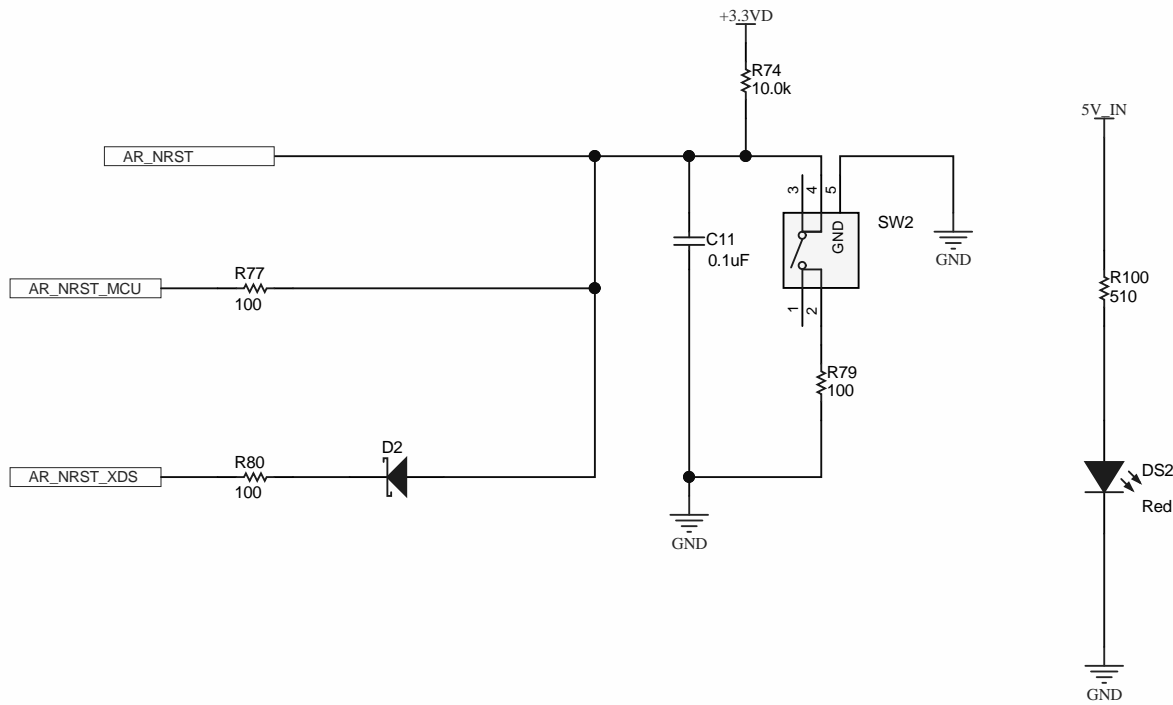 +3.3VD
R74
10.0k
5V_IN
AR_NRST
3
4
5
GND
SW2
GND
C11
0.1uF
R77
AR_NRST_MCU
100
R100
510
1
2
R79
100
D2
R80
AR_NRST_XDS
100
DS2
Red
GND
GND